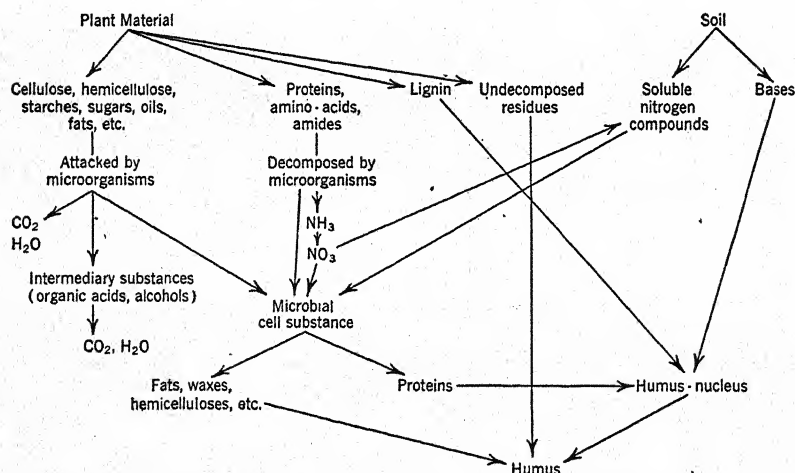 Plant Material
Soil
Cellulose, hemicellulose,
starches, sugars, oils,
fats, etc.
Proteins,
amino-acids,
amides
Lignin
Undecomposed
residues
Soluble
nitrogen
compounds
Bases
Attacked by
microorganisms
Decomposed by
microorganisms
CO₂
H₂O
NH₃
NO₃
Intermediary substances
(organic acids, alcohols)
Microbial
cell substance
CO₂, H₂O
Fats, waxes,
hemicelluloses, etc.
Proteins
Humus-nucleus
Humus